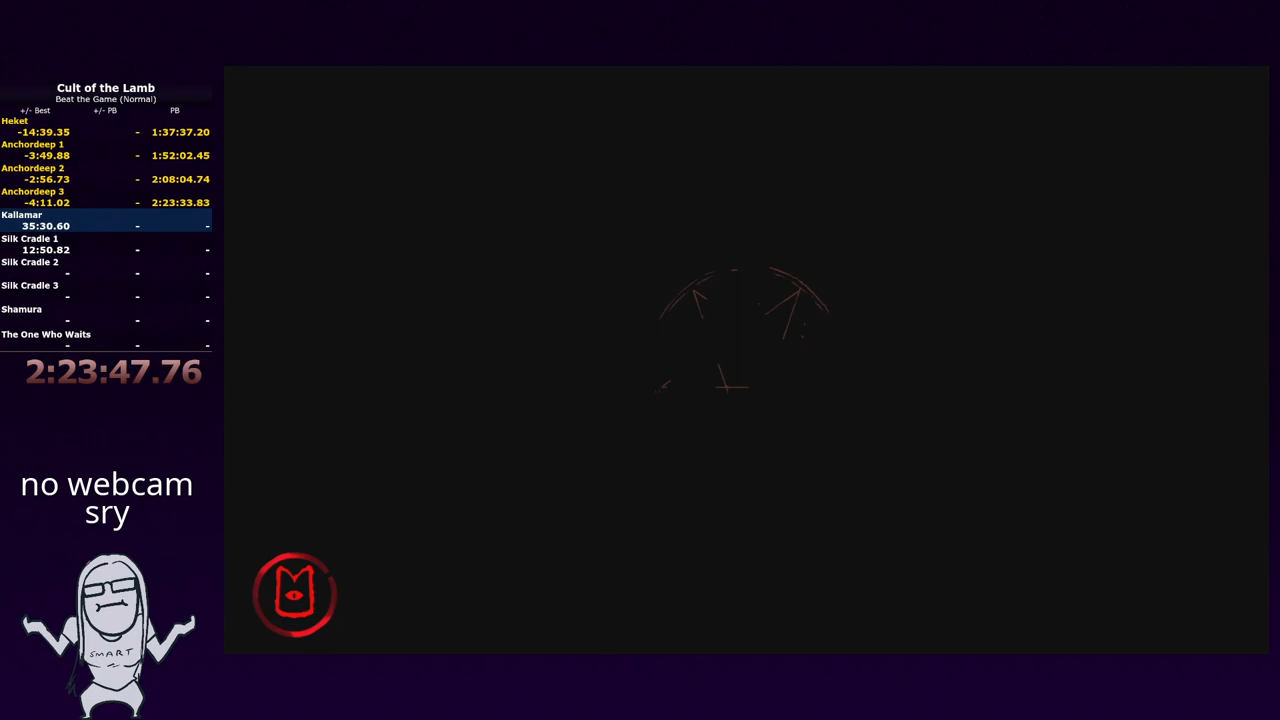 Cult of the Lamb
Beat the Game (Normal)
+/- Best +/- PB PB
Heket
-14:39.35 - 1:37:37.20
Anchordeep 1
-3:49.88 - 1:52:02.45
Anchordeep 2
-2:56.73 - 2:08:04.74
Anchordeep 3
-4:11.02 - 2:23:33.83
Kallamar
35:30.60 - -
Silk Cradle 1
12:50.82 - -
Silk Cradle 2
- - -
Silk Cradle 3
- - -
Shamura
- - -
The One Who Waits
- - -
2:23:47.76
no webcam
sry
SMART